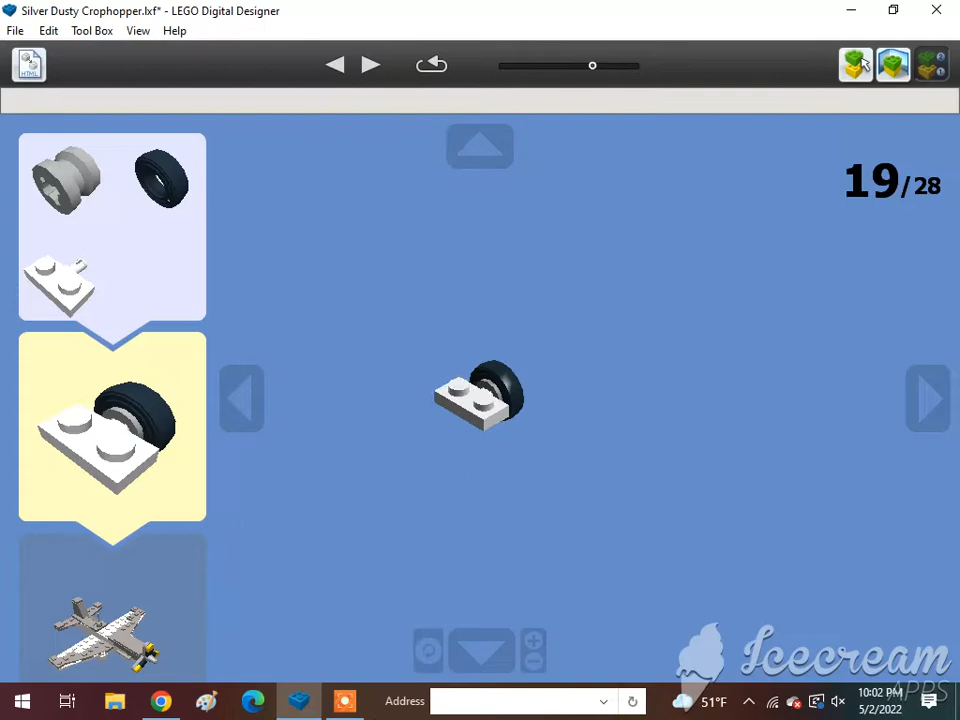 Silver Dusty Crophopper.lxf* - LEGO Digital Designer
File Edit Tool Box View Help
HTML
19/28
Icecream
APPS
Address
51°F
10:02 PM
5/2/2022